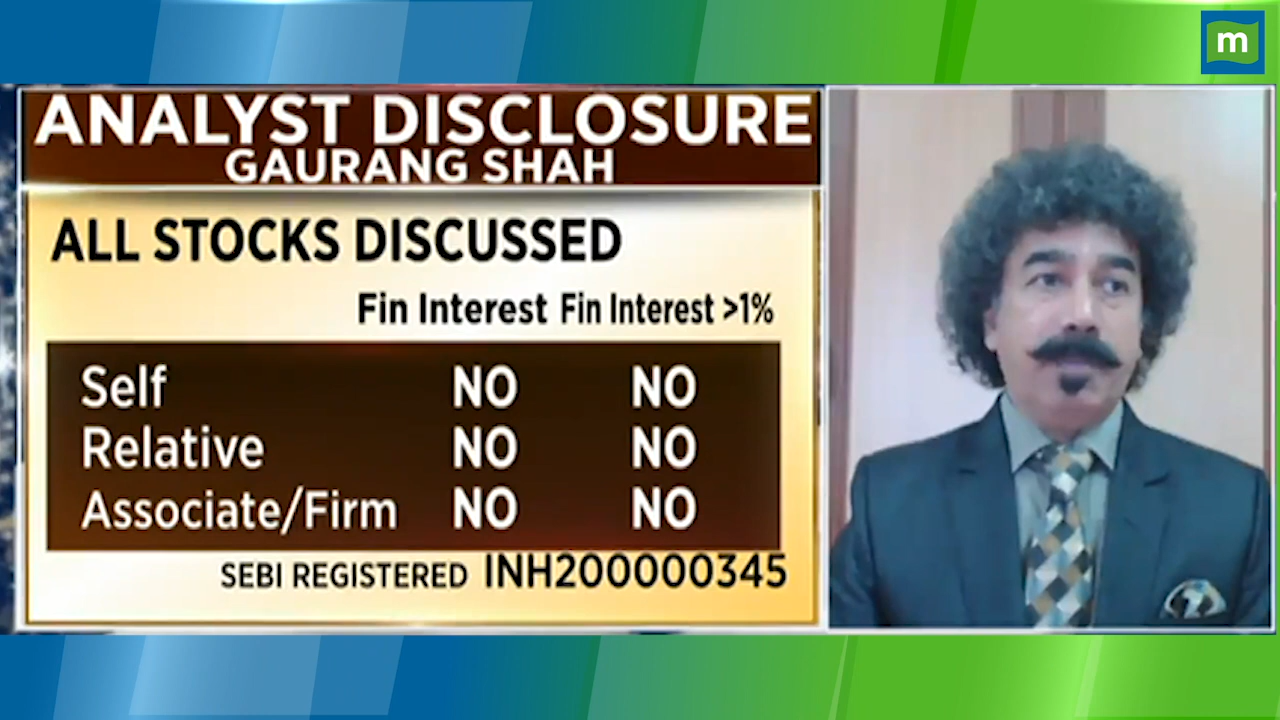 m
ANALYST DISCLOSURE
GAURANG SHAH
ALL STOCKS DISCUSSED
Fin Interest Fin Interest >1%
Self NO NO
Relative NO NO
Associate/Firm NO NO
SEBI REGISTERED INH200000345